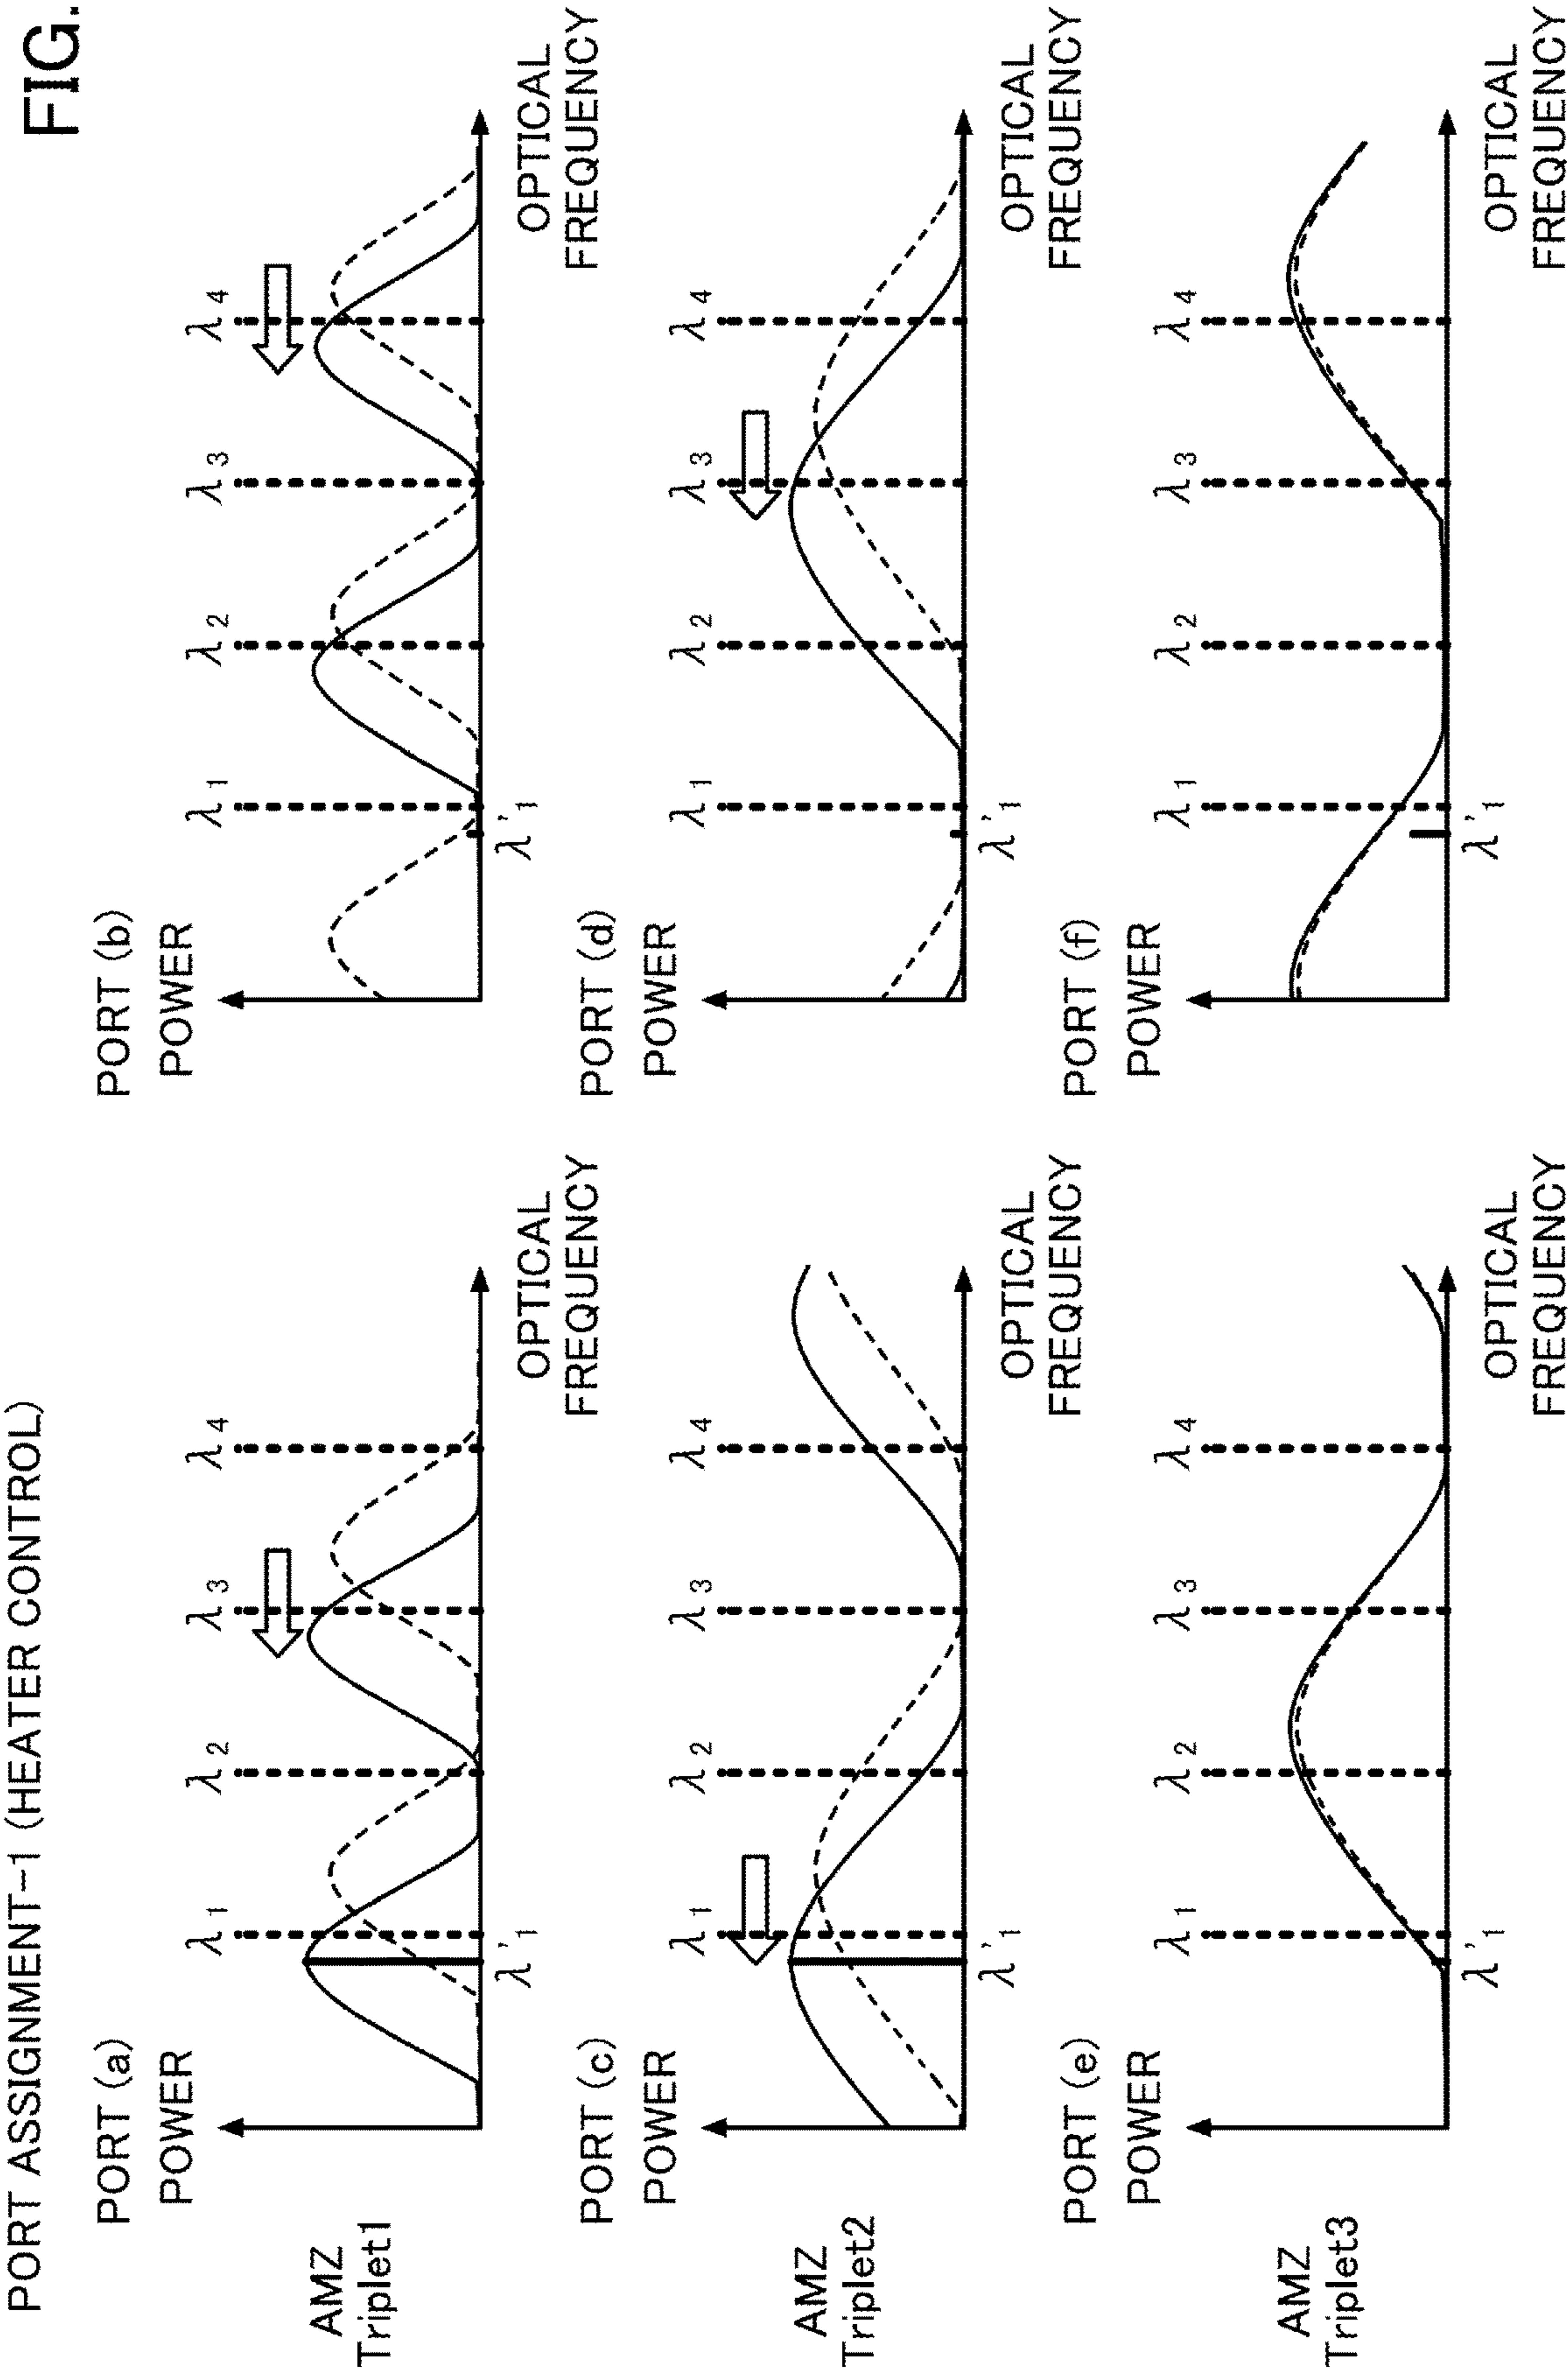 FIG.
PORT ASSIGNMENT-1 (HEATER CONTROL)
AMZ
Triplet1
PORT (a)
POWER
λ1
λ2
λ3
λ4
λ'1
OPTICAL
FREQUENCY
PORT (b)
POWER
λ1
λ2
λ3
λ4
λ'1
OPTICAL
FREQUENCY
AMZ
Triplet2
PORT (c)
POWER
λ1
λ2
λ3
λ4
λ'1
OPTICAL
FREQUENCY
PORT (d)
POWER
λ1
λ2
λ3
λ4
λ'1
OPTICAL
FREQUENCY
AMZ
Triplet3
PORT (e)
POWER
λ1
λ2
λ3
λ4
λ'1
OPTICAL
FREQUENCY
PORT (f)
POWER
λ1
λ2
λ3
λ4
λ'1
OPTICAL
FREQUENCY